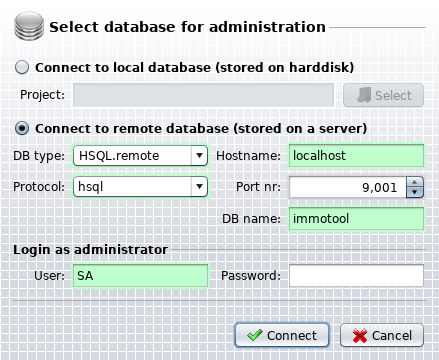 Select database for administration
Connect to local database (stored on harddisk)
Project: Select
Connect to remote database (stored on a server)
DB type: HSQL.remote Hostname: localhost
Protocol: hsql Port nr: 9,001
DB name: immotool
Login as administrator
User: SA Password:
Connect Cancel